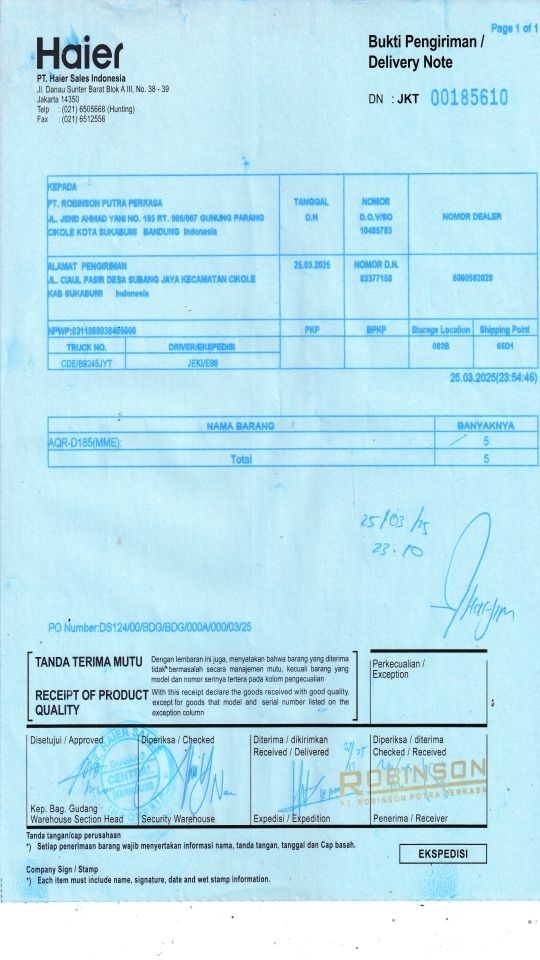 Page 1 of 1
Haier
Bukti Pengiriman /
Delivery Note
PT. Haier Sales Indonesia
Jl. Danau Sunter Barat Blok A III, No. 38 - 39
Jakarta 14350
Telp : (021) 6505668 (Hunting)
Fax : (021) 6512556
DN : JKT 00185610
KEPADA
PT. ROBINSON PUTRA PERKASA
JL. JEND AHMAD YANI NO. 195 RT. 006/007 GUNUNG PARANG
CIKOLE KOTA SUKABUMI BANDUNG Indonesia
TANGGAL
D.N
NOMOR
D.O.V/SO
10485783
NOMOR DEALER
ALAMAT PENGIRIMAN
JL. CIAUL PASIR DESA SUBANG JAYA KECAMATAN CIKOLE
KAB SUKABUMI Indonesia
25.03.2025
NOMOR D.N.
83377158
6000582028
PKP
BPKP
Storege Location
Shipping Point
TRUCK NO.
DRIVER/EKSPEDISI
002B
65D1
CDE/B9245JYT
JEKI/E88
25.03.2025(23:54:46)
NAMA BARANG
BANYAKNYA
AQR-D185(MME):
5
Total
5
25/03/25
23.10
PO Number:DS124/00/BDG/BDG/000A/000/03/25
TANDA TERIMA MUTU
Dengan lembaran ini juga, menyatakan bahwa barang yang diterima
tidak bermasalah secara manajemen mutu, kecuali barang yang
model dan nomor serinya tertera pada kolom pengecualian
RECEIPT OF PRODUCT
QUALITY
With this receipt declare the goods received with good quality,
except for goods that model and serial number listed on
the exception column
Perkecualian /
Exception
Disetujui / Approved
Diperiksa / Checked
Diterima / dikirimkan
Received / Delivered
Diperiksa / diterima
Checked / Received
CENTRAL
ROBINSON
PT. ROBINSON PUTRA PERKASA
Kep. Bag. Gudang
Warehouse Section Head
Security Warehouse
Expedisi / Expedition
Penerima / Receiver
Tanda tangan/cap perusahaan
*) Setiap penerimaan barang wajib menyertakan informasi nama, tanda tangan, tanggal dan Cap basah.
EKSPEDISI
Company Sign / Stamp
*) Each item must include name, signature, date and wet stamp information.